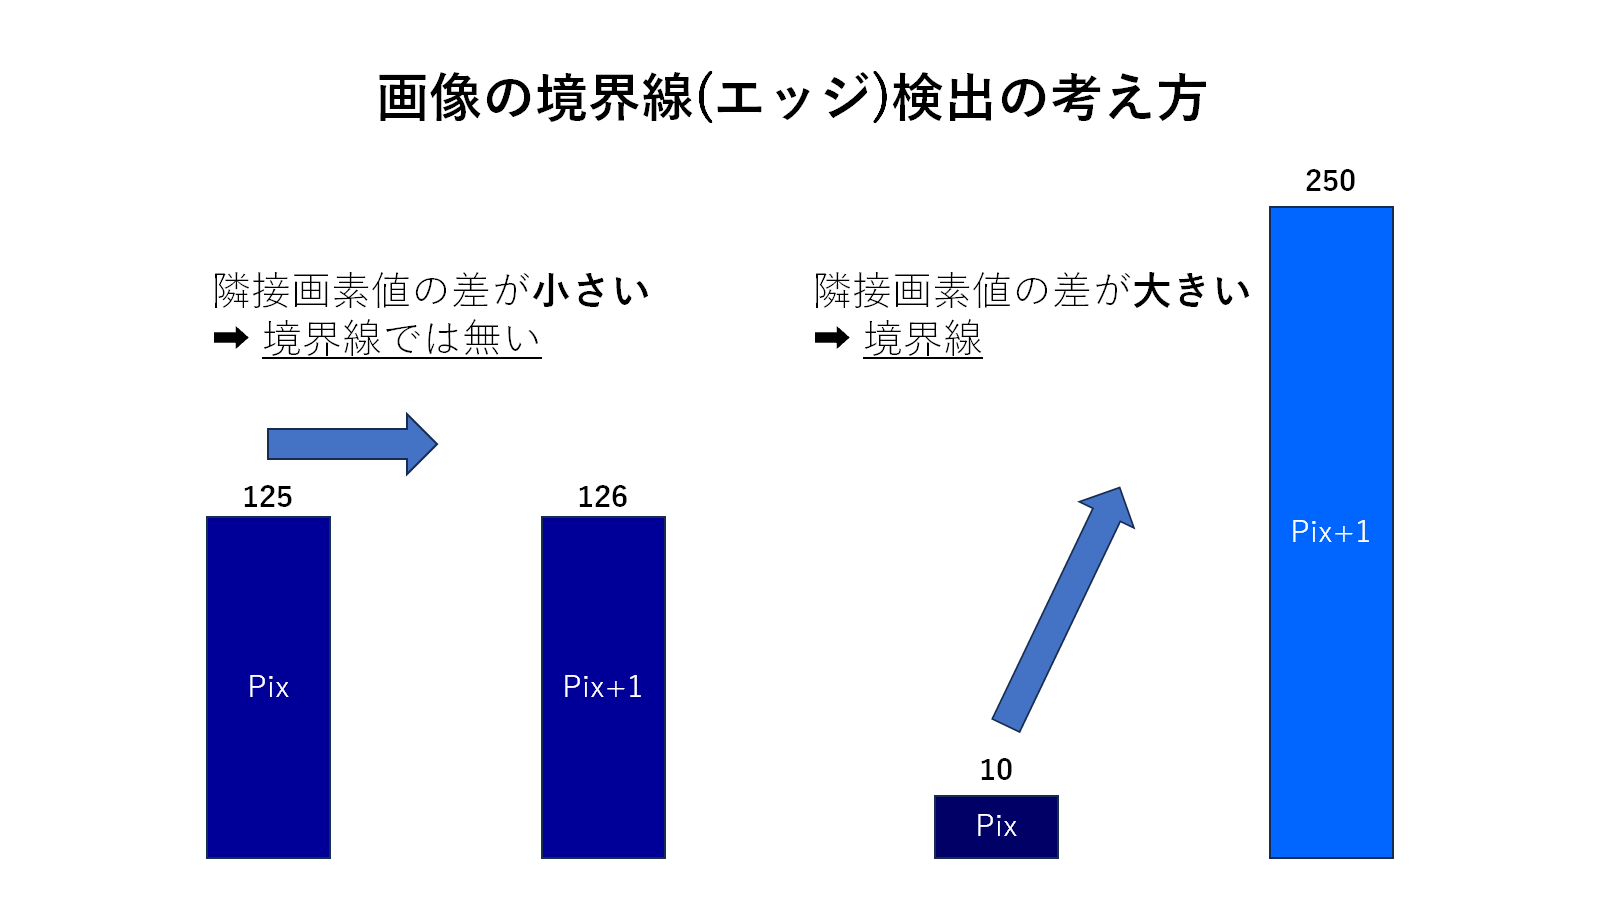 画像の境界線(エッジ)検出の考え方
隣接画素値の差が小さい
➡ 境界線では無い
125
126
Pix
Pix+1
隣接画素値の差が大きい
➡ 境界線
10
250
Pix
Pix+1